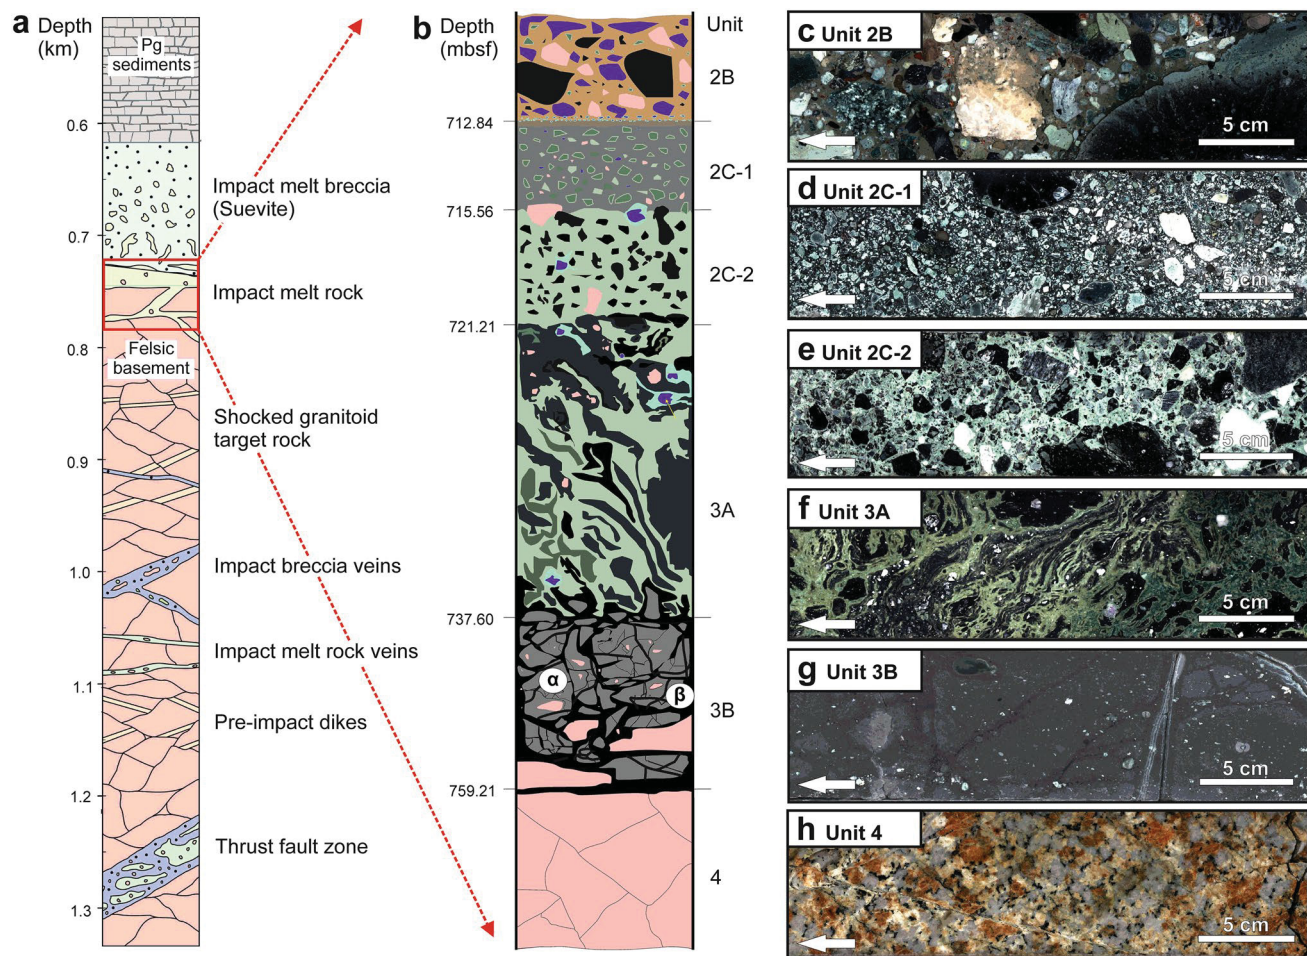 a Depth
(km)
Pg
sediments
0.6
0.7
0.8
0.9
1.0
1.1
1.2
1.3
Impact melt breccia
(Suevite)
Impact melt rock
Felsic
basement
Shocked granitoid
target rock
Impact breccia veins
Impact melt rock veins
Pre-impact dikes
Thrust fault zone
b Depth
(mbsf)
Unit
2B
712.84
2C-1
715.56
2C-2
721.21
3A
737.60
α
β
3B
759.21
4
c Unit 2B
5 cm
d Unit 2C-1
5 cm
e Unit 2C-2
5 cm
f Unit 3A
5 cm
g Unit 3B
5 cm
h Unit 4
5 cm